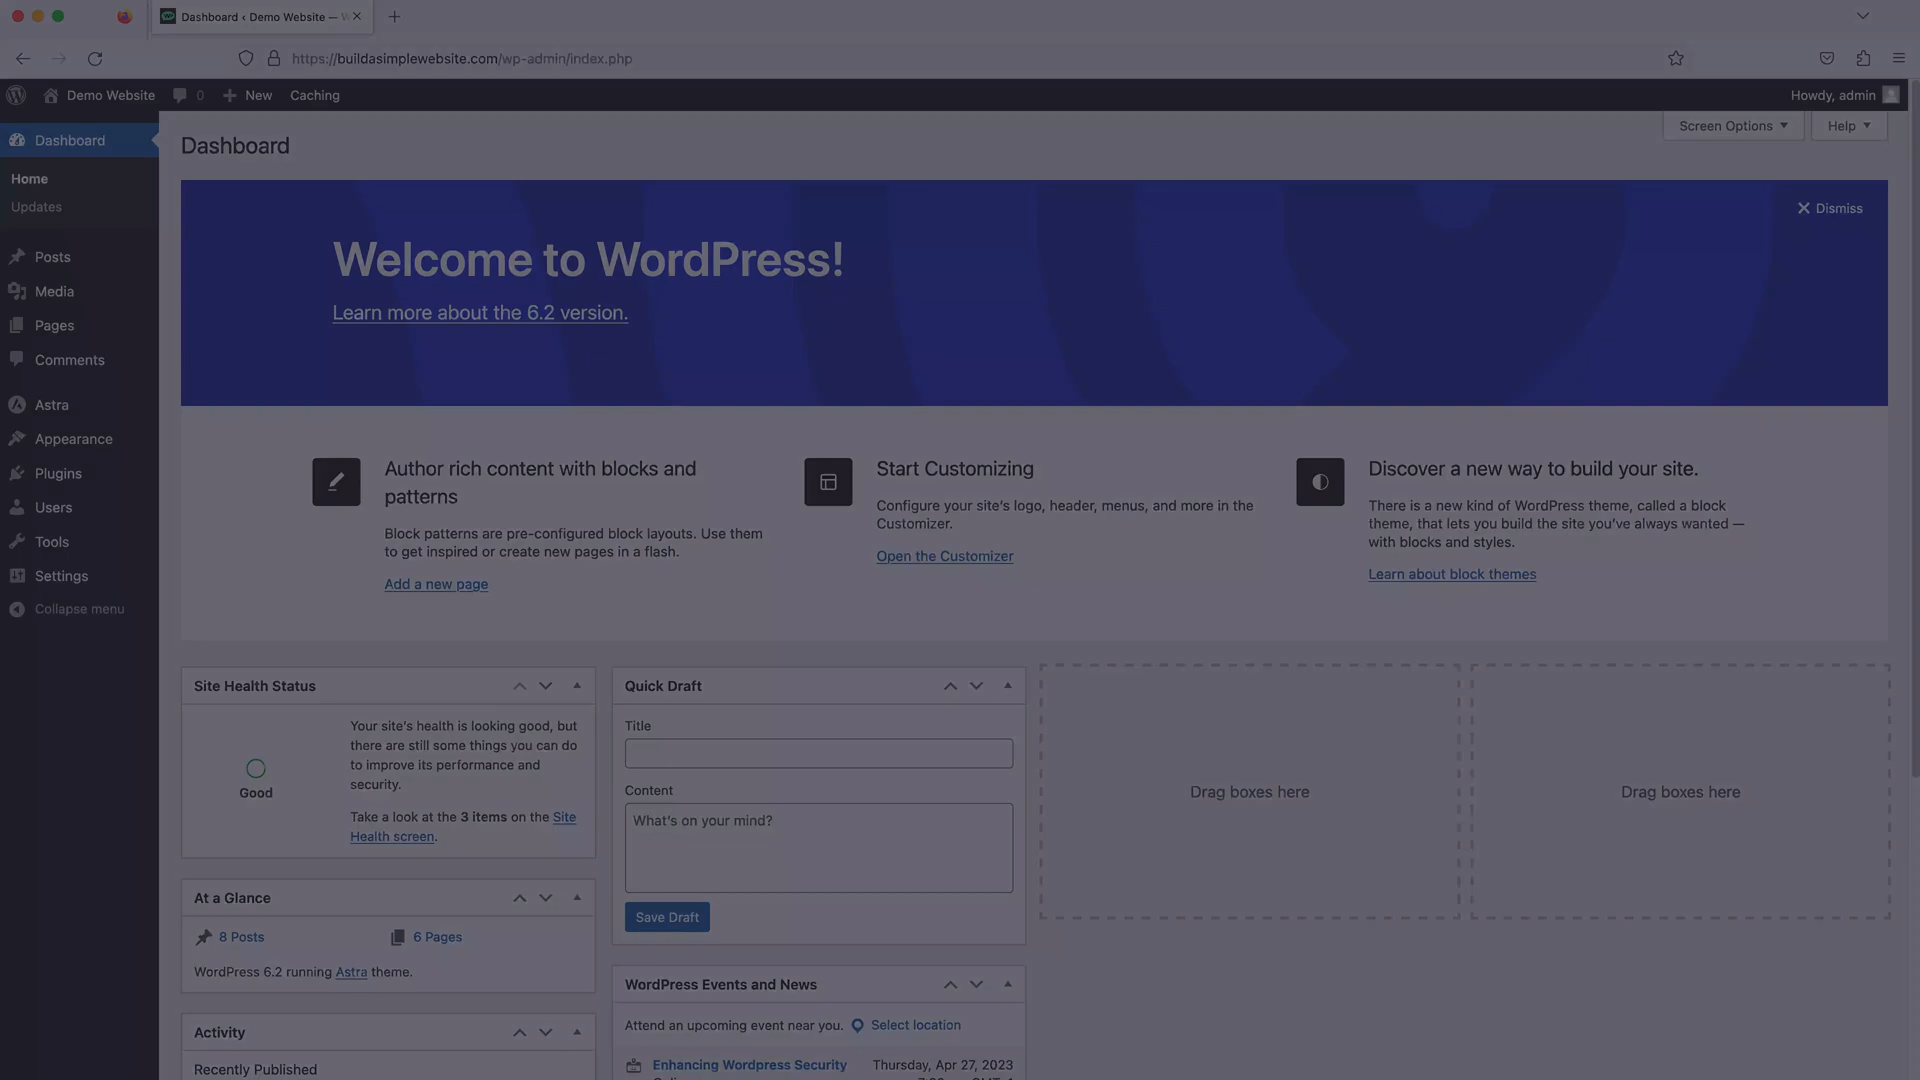 Dashboard ‹ Demo Website — W
https://buildasimplewebsite.com/wp-admin/index.php
Demo Website
0
New
Caching
Howdy, admin
Dashboard
Home
Updates
Posts
Media
Pages
Comments
Astra
Appearance
Plugins
Users
Tools
Settings
Collapse menu
Dashboard
Screen Options
Help
Dismiss
Welcome to WordPress!
Learn more about the 6.2 version.
Author rich content with blocks and
patterns
Block patterns are pre-configured block layouts. Use them
to get inspired or create new pages in a flash.
Add a new page
Start Customizing
Configure your site's logo, header, menus, and more in the
Customizer.
Open the Customizer
Discover a new way to build your site.
There is a new kind of WordPress theme, called a block
theme, that lets you build the site you've always wanted —
with blocks and styles.
Learn about block themes
Site Health Status
Good
Your site's health is looking good, but
there are still some things you can do
to improve its performance and
security.
Take a look at the 3 items on the Site
Health screen.
At a Glance
8 Posts
6 Pages
WordPress 6.2 running Astra theme.
Activity
Recently Published
Quick Draft
Title
Content
What's on your mind?
Save Draft
WordPress Events and News
Attend an upcoming event near you.
Select location
Enhancing Wordpress Security
Thursday, Apr 27, 2023
Drag boxes here
Drag boxes here